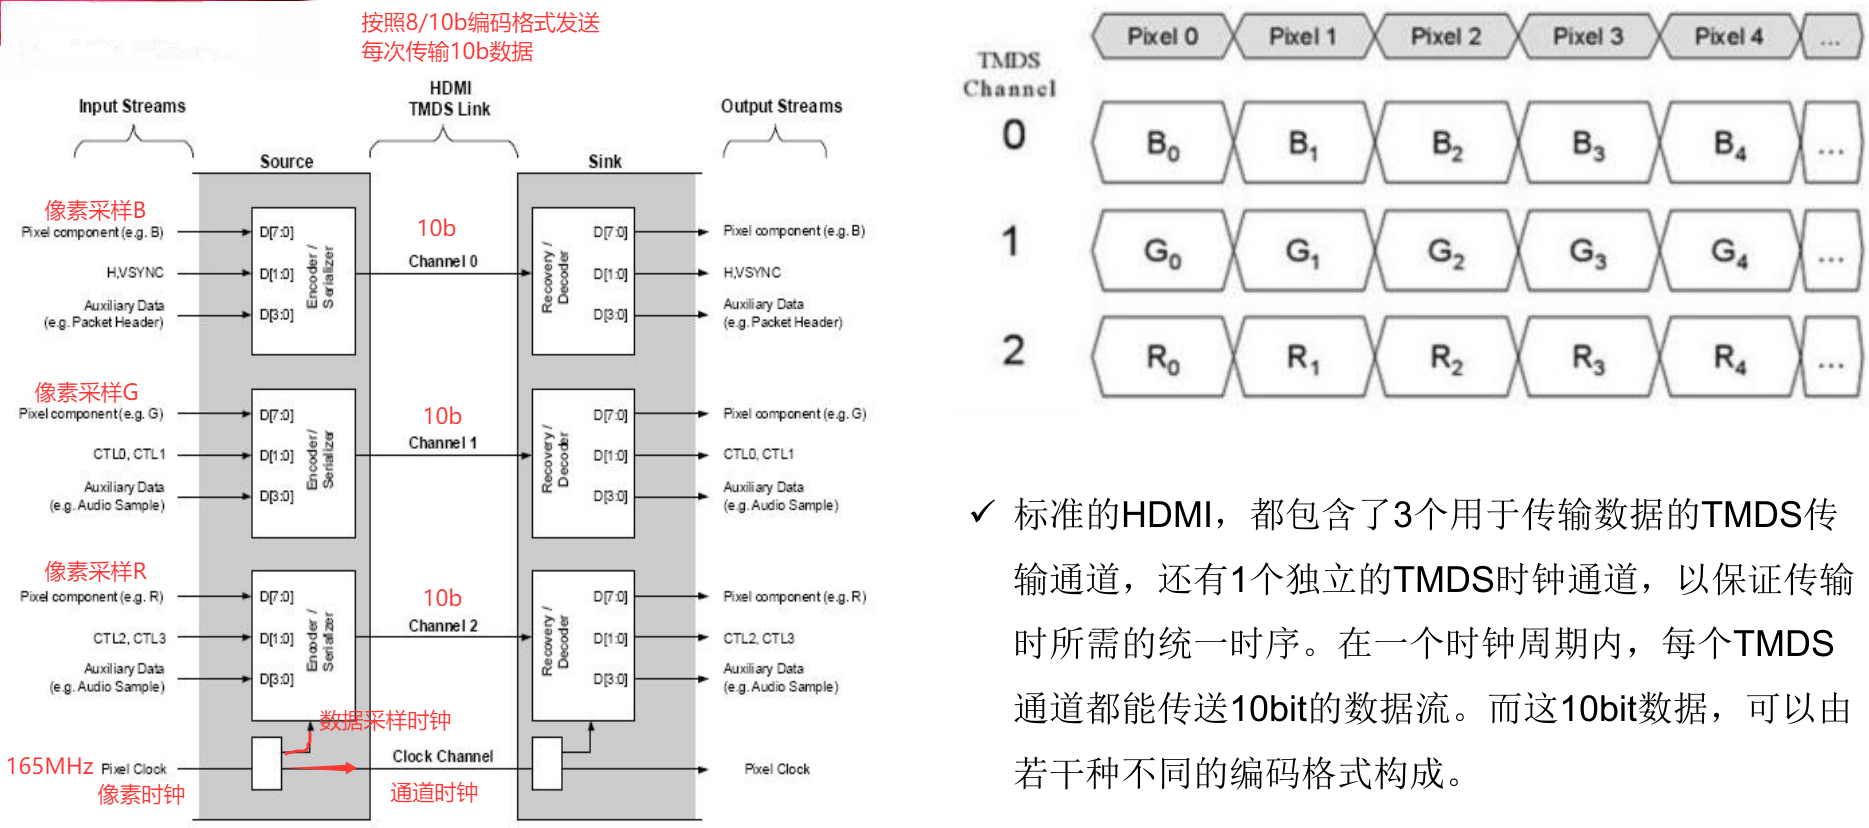 按照8/10b编码格式发送
每次传输10b数据
HDMI
TMDS Link
Input Streams
Output Streams
Source
Sink
像素采样B
Pixel component (e.g. B)
H,VSYNC
Auxiliary Data
(e.g. Packet Header)
D[7:0]
D[1:0]
D[3:0]
Encoder /
Serializer
10b
Channel 0
Recovery /
Decoder
D[7:0]
D[1:0]
D[3:0]
Pixel component (e.g. B)
H,VSYNC
Auxiliary Data
(e.g. Packet Header)
像素采样G
Pixel component (e.g. G)
CTL0, CTL1
Auxiliary Data
(e.g. Audio Sample)
D[7:0]
D[1:0]
D[3:0]
Encoder/
Serializer
10b
Channel 1
Recovery /
Decoder
D[7:0]
D[1:0]
D[3:0]
Pixel component (e.g. G)
CTL0, CTL1
Auxiliary Data
(e.g. Audio Sample)
像素采样R
Pixel component (e.g. R)
CTL2, CTL3
Auxiliary Data
(e.g. Audio Sample)
D[7:0]
D[1:0]
D[3:0]
Encoder /
Serializer
10b
Channel 2
Recovery /
Decoder
D[7:0]
D[1:0]
D[3:0]
Pixel component (e.g. R)
CTL2, CTL3
Auxiliary Data
(e.g. Audio Sample)
数据采样时钟
165MHz Pixel Clock
像素时钟
Clock Channel
通道时钟
Pixel Clock
TMDS
Channel
Pixel 0 Pixel 1 Pixel 2 Pixel 3 Pixel 4 ...
0 B0 B1 B2 B3 B4 ...
1 G0 G1 G2 G3 G4 ...
2 R0 R1 R2 R3 R4 ...
✓ 标准的HDMI，都包含了3个用于传输数据的TMDS传
输通道，还有1个独立的TMDS时钟通道，以保证传输
时所需的统一时序。在一个时钟周期内，每个TMDS
通道都能传送10bit的数据流。而这10bit数据，可以由
若干种不同的编码格式构成。